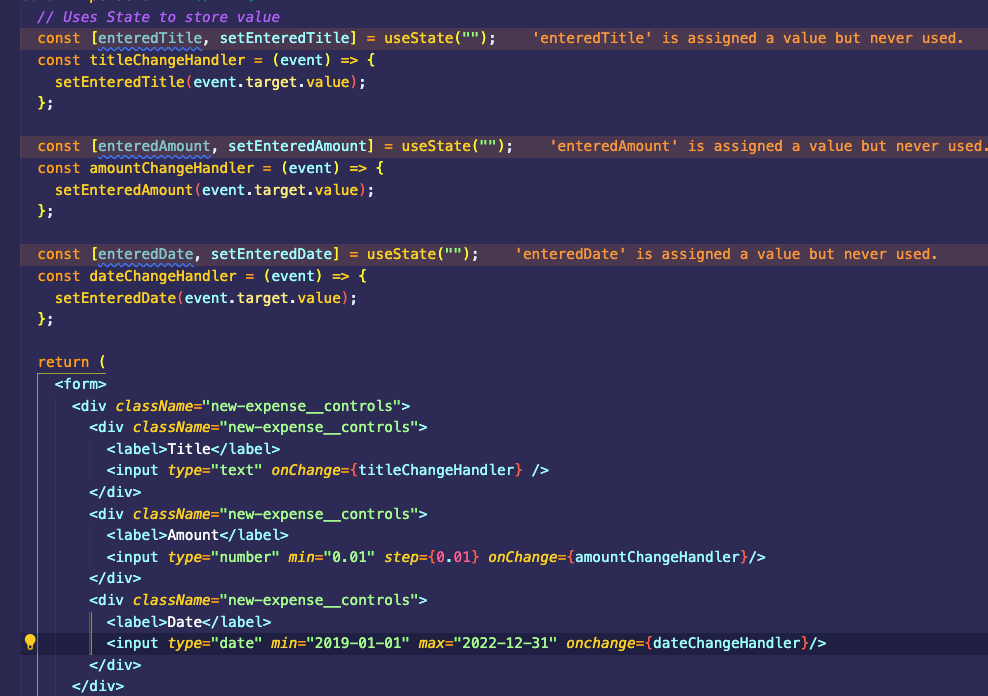 // Uses State to store value
const [enteredTitle, setEnteredTitle] = useState("");    'enteredTitle' is assigned a value but never used.
const titleChangeHandler = (event) => {
  setEnteredTitle(event.target.value);
};

const [enteredAmount, setEnteredAmount] = useState("");    'enteredAmount' is assigned a value but never used.
const amountChangeHandler = (event) => {
  setEnteredAmount(event.target.value);
};

const [enteredDate, setEnteredDate] = useState("");    'enteredDate' is assigned a value but never used.
const dateChangeHandler = (event) => {
  setEnteredDate(event.target.value);
};

return (
  <form>
    <div className="new-expense__controls">
      <div className="new-expense__controls">
        <label>Title</label>
        <input type="text" onChange={titleChangeHandler} />
      </div>
      <div className="new-expense__controls">
        <label>Amount</label>
        <input type="number" min="0.01" step={0.01} onChange={amountChangeHandler}/>
      </div>
      <div className="new-expense__controls">
        <label>Date</label>
        <input type="date" min="2019-01-01" max="2022-12-31" onchange={dateChangeHandler}/>
      </div>
    </div>